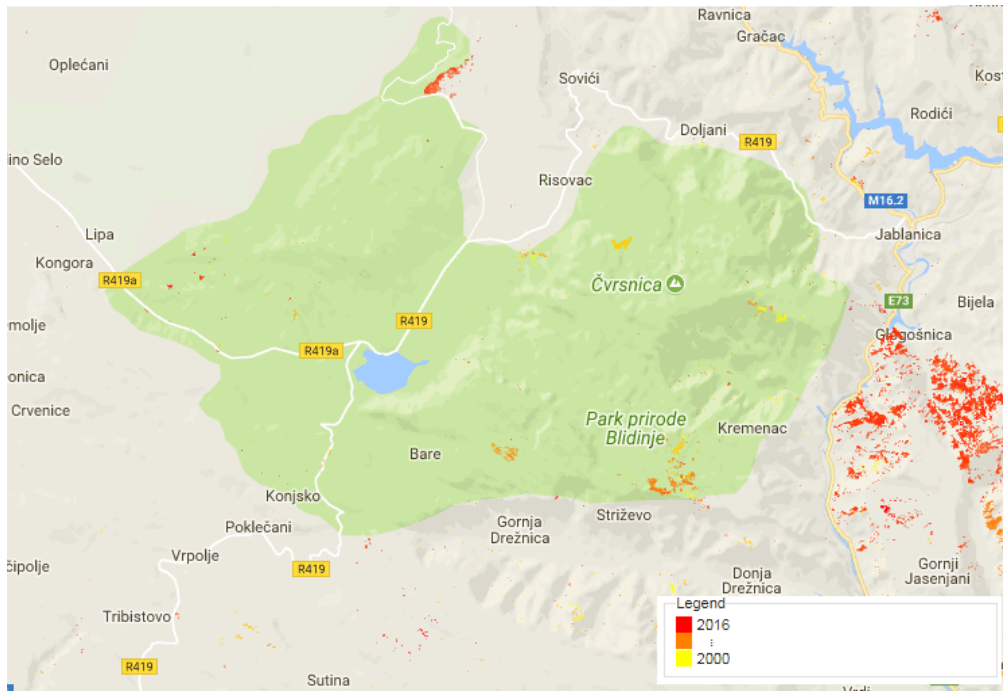 Ravnica
Gračac
Oplećani
Sovići
Kost
Rodići
Doljani
R419
ino Selo
Risovac
M16.2
Lipa
Jablanica
Kongora
R419a
Čvrsnica
E73
Bijela
emolje
R419
Glogošnica
R419a
onica
Crvenice
Park prirode
Blidinje
Kremenac
Bare
Konjsko
Striževo
Poklečani
Gornja
Drežnica
Vrpolje
R419
čipolje
Gornji
Jasenjani
Donja
Drežnica
Legend
2016
⋮
2000
Tribistovo
R419
Sutina